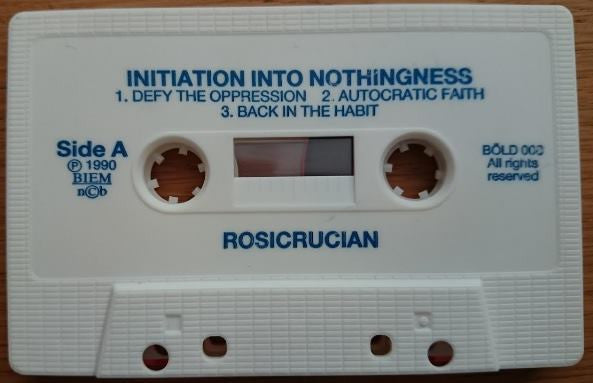 INITIATION INTO NOTHINGNESS
1. DEFY THE OPPRESSION 2. AUTOCRATIC FAITH
3. BACK IN THE HABIT
Side A
Ⓟ 1990
BIEM
n©b
BÖLD
All rights
reserved
ROSICRUCIAN